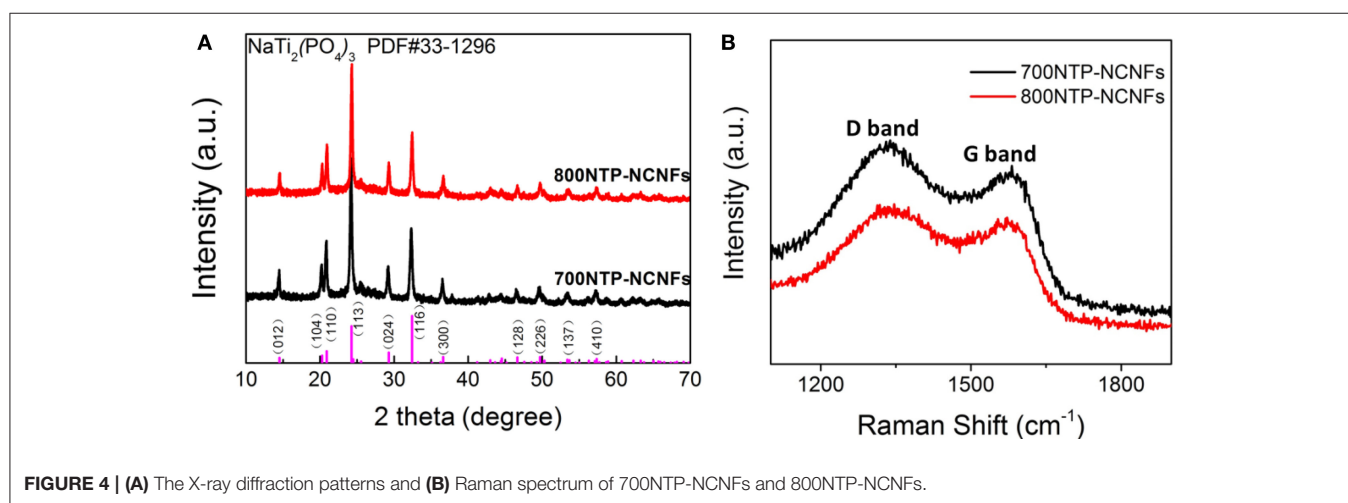 A
NaTi2(PO4)3 PDF#33-1296
Intensity (a.u.)
800NTP-NCNFs
700NTP-NCNFs
(012)
(104)
(110)
(113)
(024)
(116)
(300)
(128)
(226)
(137)
(410)
10 20 30 40 50 60 70
2 theta (degree)
B
700NTP-NCNFs
800NTP-NCNFs
D band
G band
Intensity (a.u.)
1200 1500 1800
Raman Shift (cm-1)
FIGURE 4 | (A) The X-ray diffraction patterns and (B) Raman spectrum of 700NTP-NCNFs and 800NTP-NCNFs.